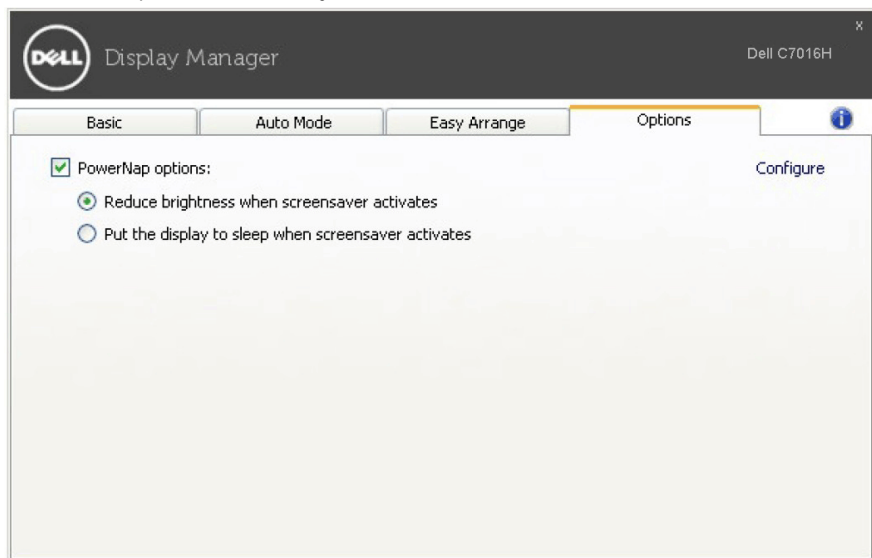 x
DELL Display Manager Dell C7016H
Basic Auto Mode Easy Arrange Options i
PowerNap options: Configure
Reduce brightness when screensaver activates
Put the display to sleep when screensaver activates